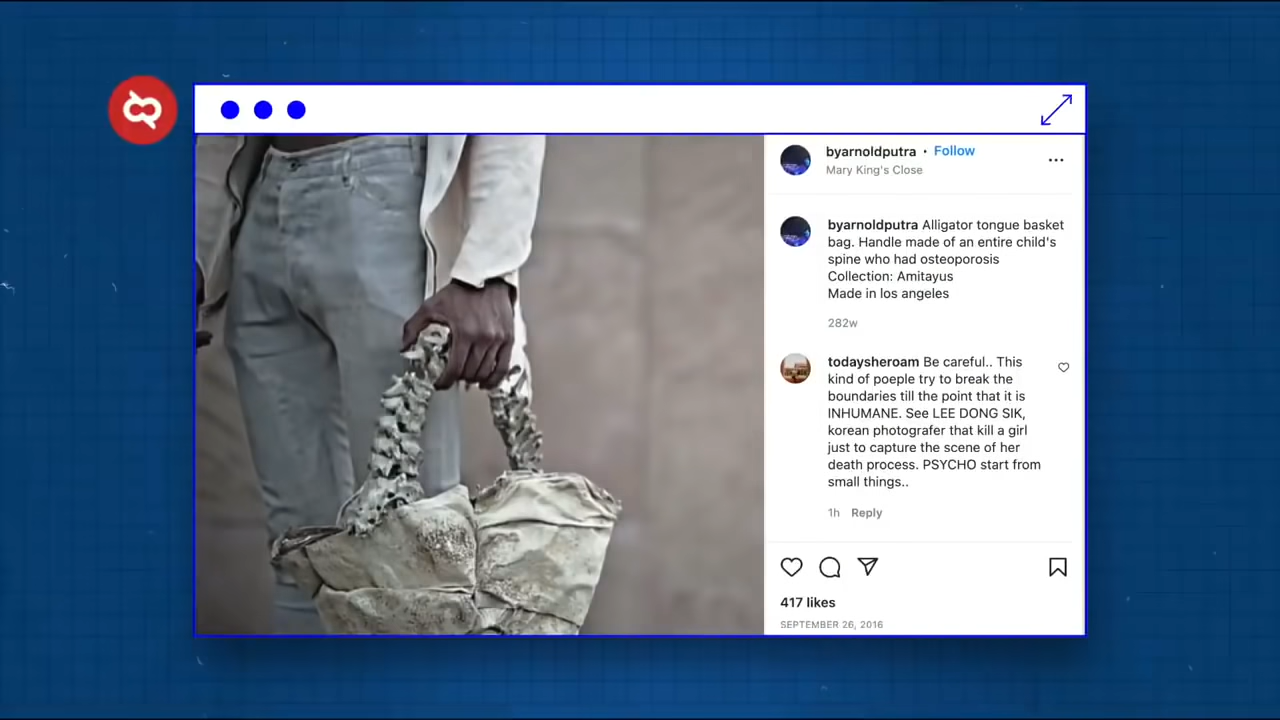 byarnoldputra • Follow
Mary King's Close
byarnoldputra Alligator tongue basket
bag. Handle made of an entire child's
spine who had osteoporosis
Collection: Amitayus
Made in los angeles
282w
todaysheroam Be careful.. This
kind of poeple try to break the
boundaries till the point that it is
INHUMANE. See LEE DONG SIK,
korean photografer that kill a girl
just to capture the scene of her
death process. PSYCHO start from
small things..
1h Reply
417 likes
SEPTEMBER 26, 2016